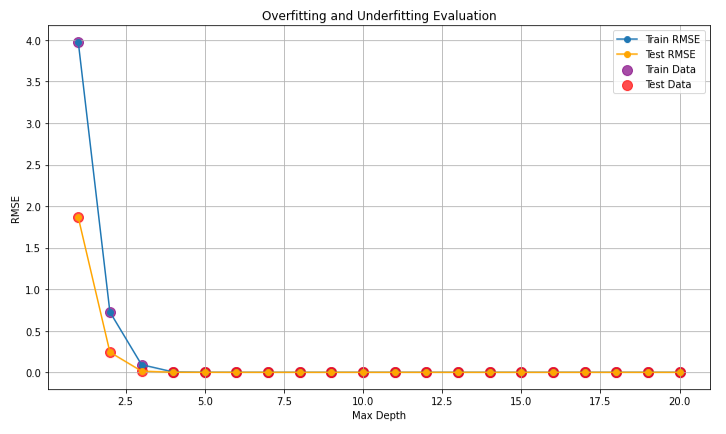 Overfitting and Underfitting Evaluation
Train RMSE
Test RMSE
Train Data
Test Data
RMSE
4.0
3.5
3.0
2.5
2.0
1.5
1.0
0.5
0.0
2.5 5.0 7.5 10.0 12.5 15.0 17.5 20.0
Max Depth